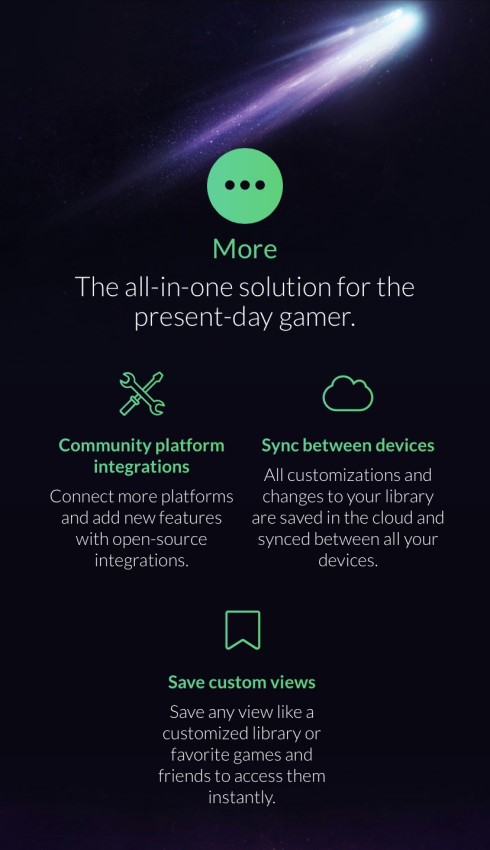 More
The all-in-one solution for the
present-day gamer.
Community platform
integrations
Connect more platforms
and add new features
with open-source
integrations.
Sync between devices
All customizations and
changes to your library
are saved in the cloud and
synced between all your
devices.
Save custom views
Save any view like a
customized library or
favorite games and
friends to access them
instantly.